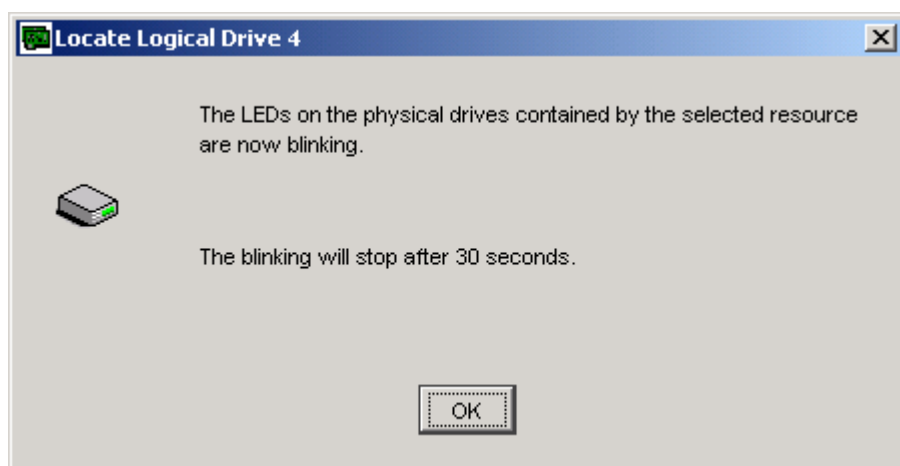 Locate Logical Drive 4
The LEDs on the physical drives contained by the selected resource
are now blinking.
The blinking will stop after 30 seconds.
OK